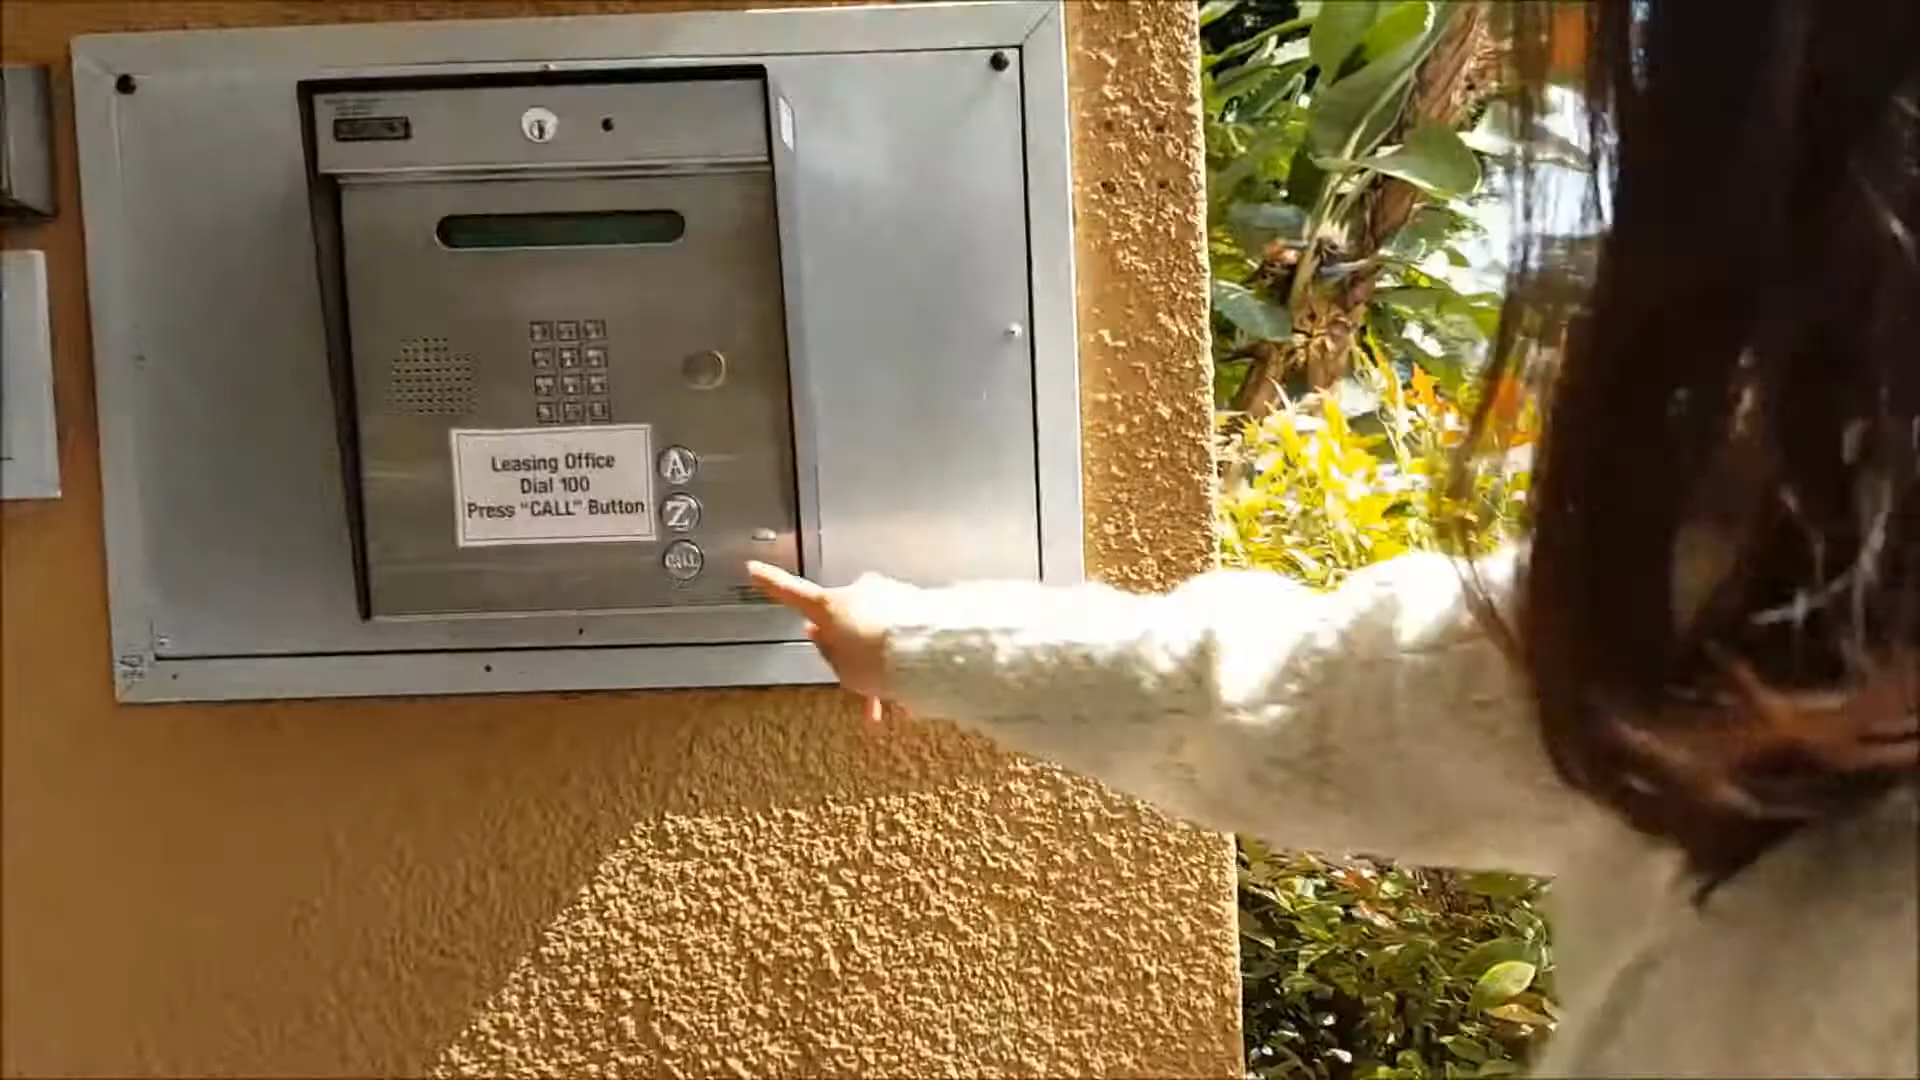 Leasing Office
Dial 100
Press "CALL" Button
A
Z
CALL